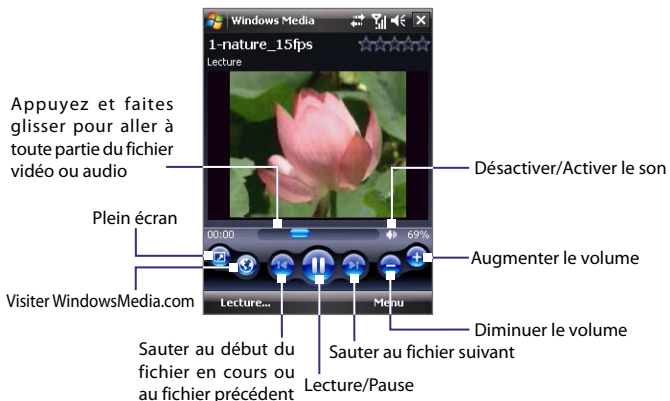 Windows Media
1-nature_15fps
Lecture
Appuyez et faites
glisser pour aller à
toute partie du fichier
vidéo ou audio
Désactiver/Activer le son
Plein écran
00:00
69%
Augmenter le volume
Visiter WindowsMedia.com
Lecture...
Menu
Diminuer le volume
Sauter au début du
fichier en cours ou
au fichier précédent
Sauter au fichier suivant
Lecture/Pause